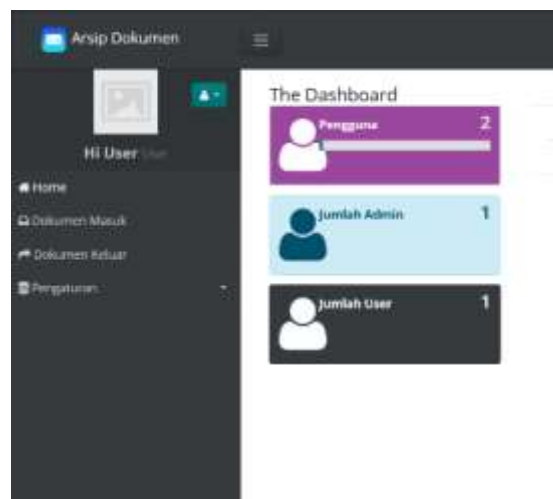 Arsip Dokumen
Hi User User
Home
Dokumen Masuk
Dokumen Keluar
Pengaturan
The Dashboard
Pengguna 2
Jumlah Admin 1
Jumlah User 1